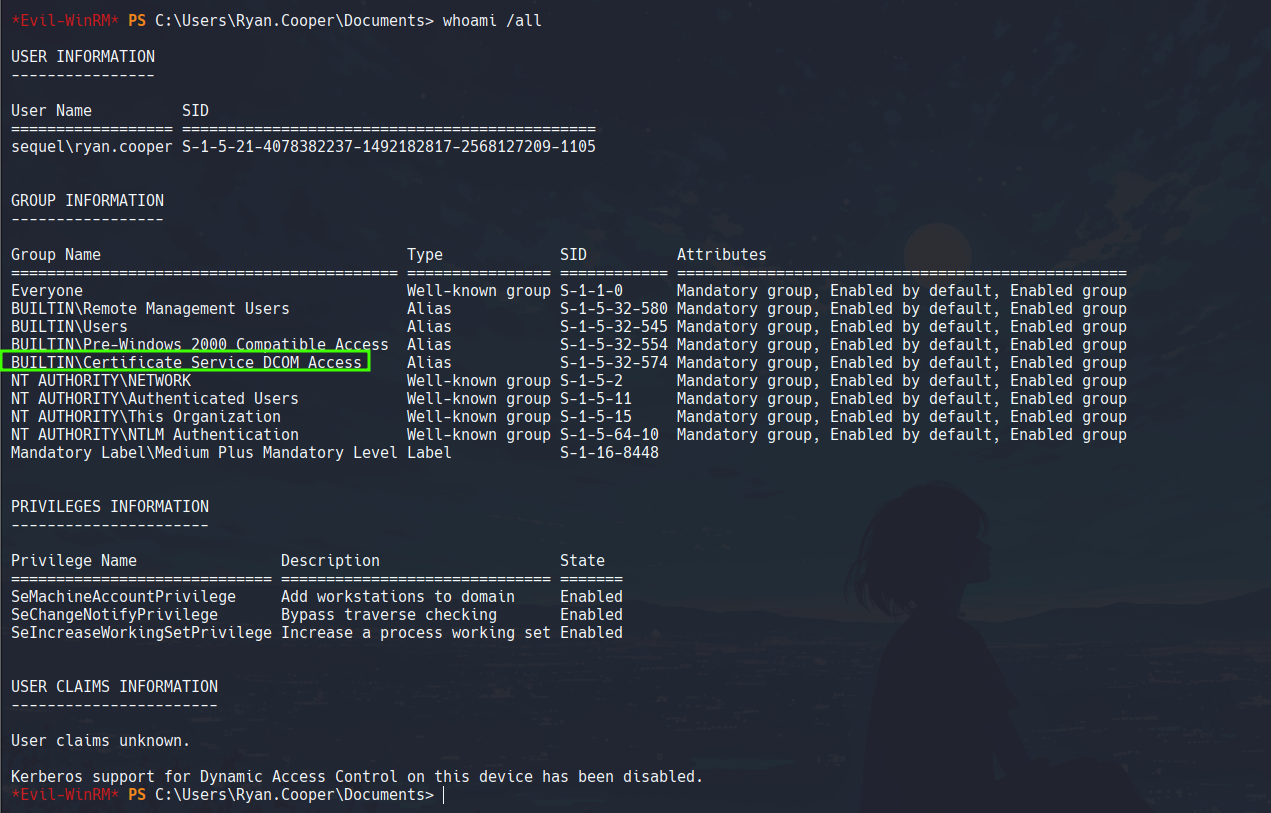 *Evil-WinRM* PS C:\Users\Ryan.Cooper\Documents> whoami /all
USER INFORMATION
----------------
User Name          SID
================== ==============================================
sequel\ryan.cooper S-1-5-21-4078382237-1492182817-2568127209-1105
GROUP INFORMATION
-----------------
Group Name                                  Type             SID          Attributes
=========================================== ================ ============ ==================================================
Everyone                                    Well-known group S-1-1-0      Mandatory group, Enabled by default, Enabled group
BUILTIN\Remote Management Users             Alias            S-1-5-32-580 Mandatory group, Enabled by default, Enabled group
BUILTIN\Users                               Alias            S-1-5-32-545 Mandatory group, Enabled by default, Enabled group
BUILTIN\Pre-Windows 2000 Compatible Access  Alias            S-1-5-32-554 Mandatory group, Enabled by default, Enabled group
BUILTIN\Certificate Service DCOM Access     Alias            S-1-5-32-574 Mandatory group, Enabled by default, Enabled group
NT AUTHORITY\NETWORK                        Well-known group S-1-5-2      Mandatory group, Enabled by default, Enabled group
NT AUTHORITY\Authenticated Users            Well-known group S-1-5-11     Mandatory group, Enabled by default, Enabled group
NT AUTHORITY\This Organization              Well-known group S-1-5-15     Mandatory group, Enabled by default, Enabled group
NT AUTHORITY\NTLM Authentication            Well-known group S-1-5-64-10  Mandatory group, Enabled by default, Enabled group
Mandatory Label\Medium Plus Mandatory Level Label            S-1-16-8448
PRIVILEGES INFORMATION
----------------------
Privilege Name                Description                    State
============================= ============================== =======
SeMachineAccountPrivilege     Add workstations to domain     Enabled
SeChangeNotifyPrivilege       Bypass traverse checking       Enabled
SeIncreaseWorkingSetPrivilege Increase a process working set Enabled
USER CLAIMS INFORMATION
-----------------------
User claims unknown.
Kerberos support for Dynamic Access Control on this device has been disabled.
*Evil-WinRM* PS C:\Users\Ryan.Cooper\Documents>